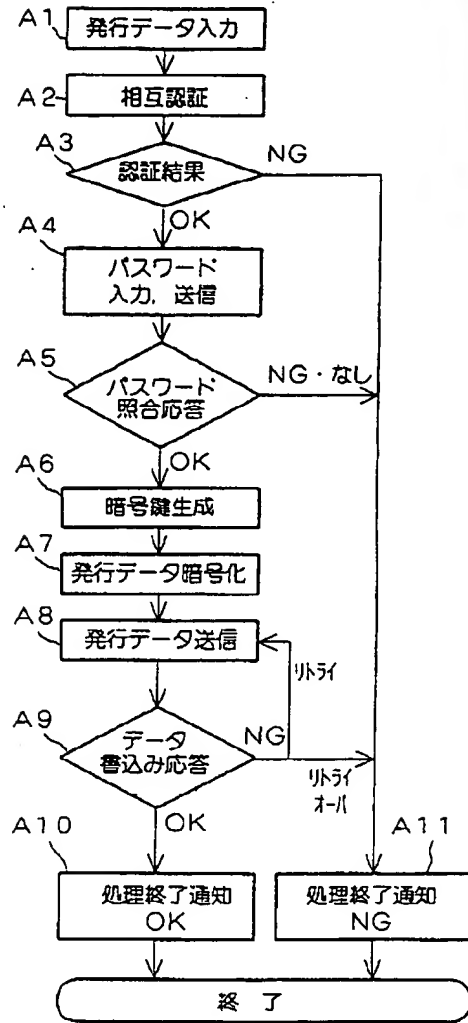 A1
発行データ入力
A2
相互認証
A3
認証結果
NG
OK
A4
パスワード
入力, 送信
A5
パスワード
照合応答
NG・なし
OK
A6
暗号鍵生成
A7
発行データ暗号化
A8
発行データ送信
リトライ
A9
データ
書込み応答
NG
リトライ
オーバ
OK
A10
処理終了通知
OK
A11
処理終了通知
NG
終 了